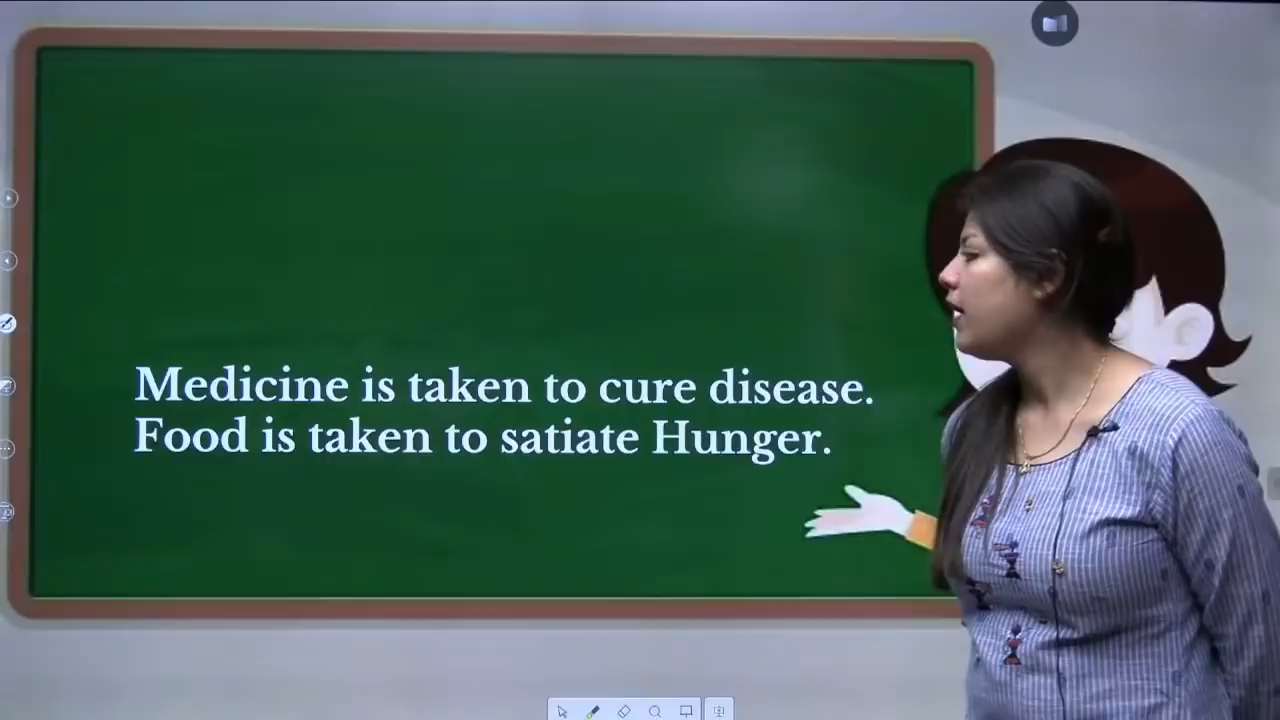 Medicine is taken to cure disease.
Food is taken to satiate Hunger.